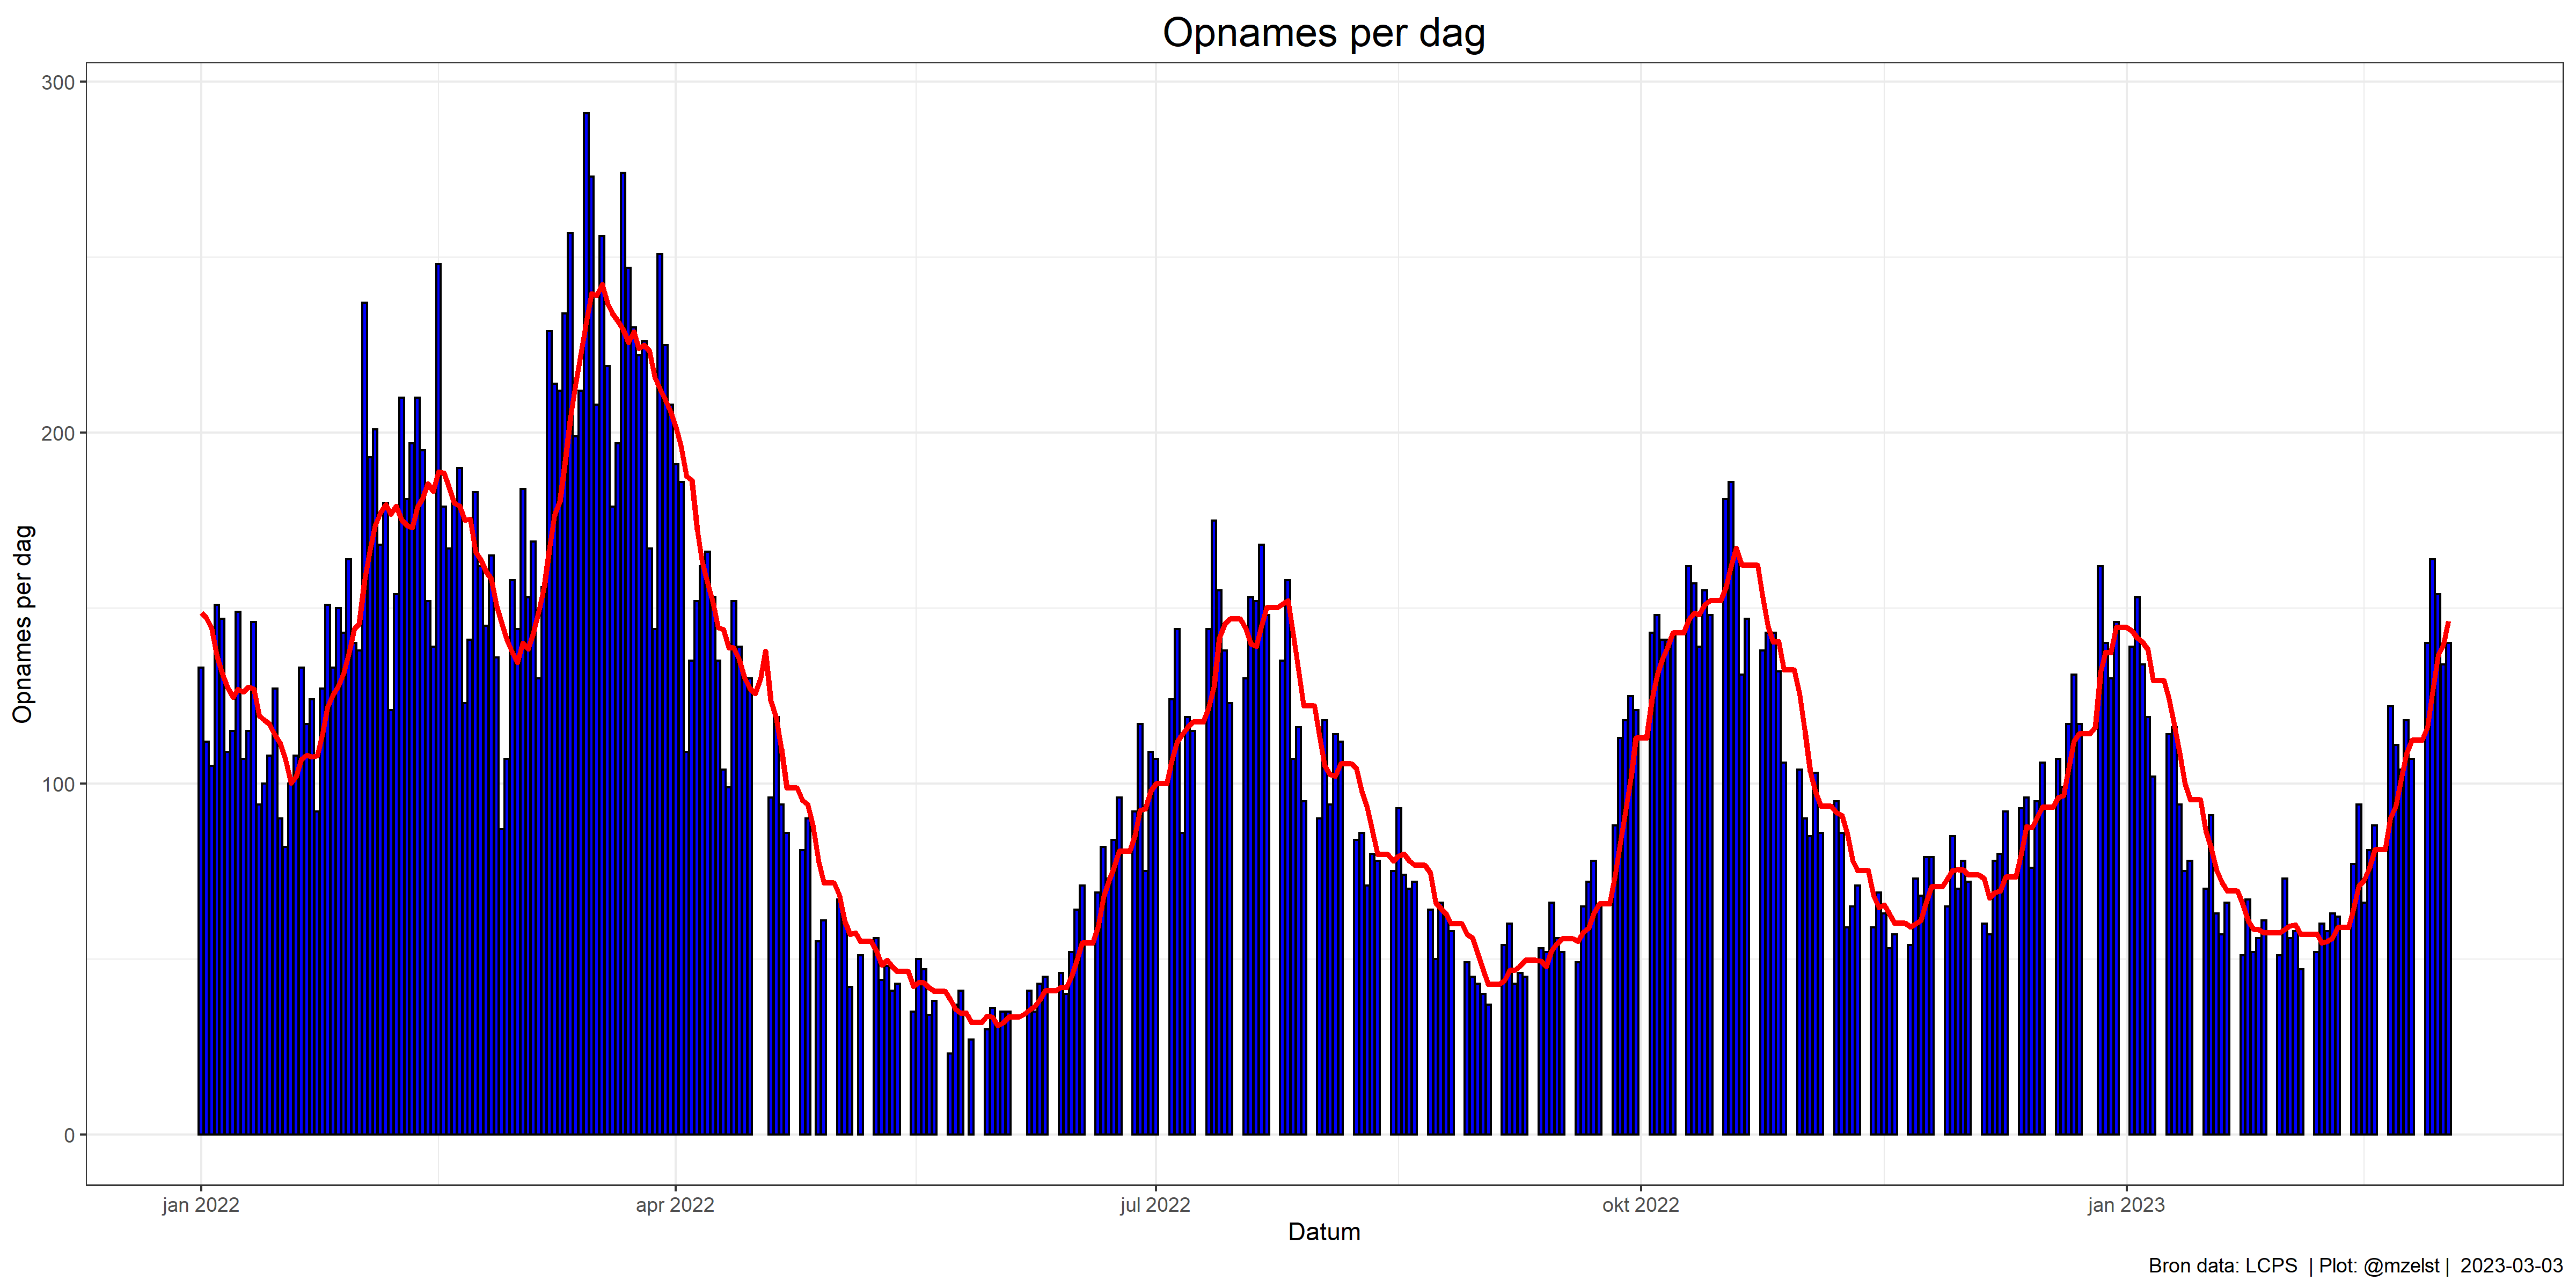 Opnames per dag
300
200
100
0
Opnames per dag
jan 2022 apr 2022 jul 2022 okt 2022 jan 2023
Datum
Bron data: LCPS | Plot: @mzelst | 2023-03-03